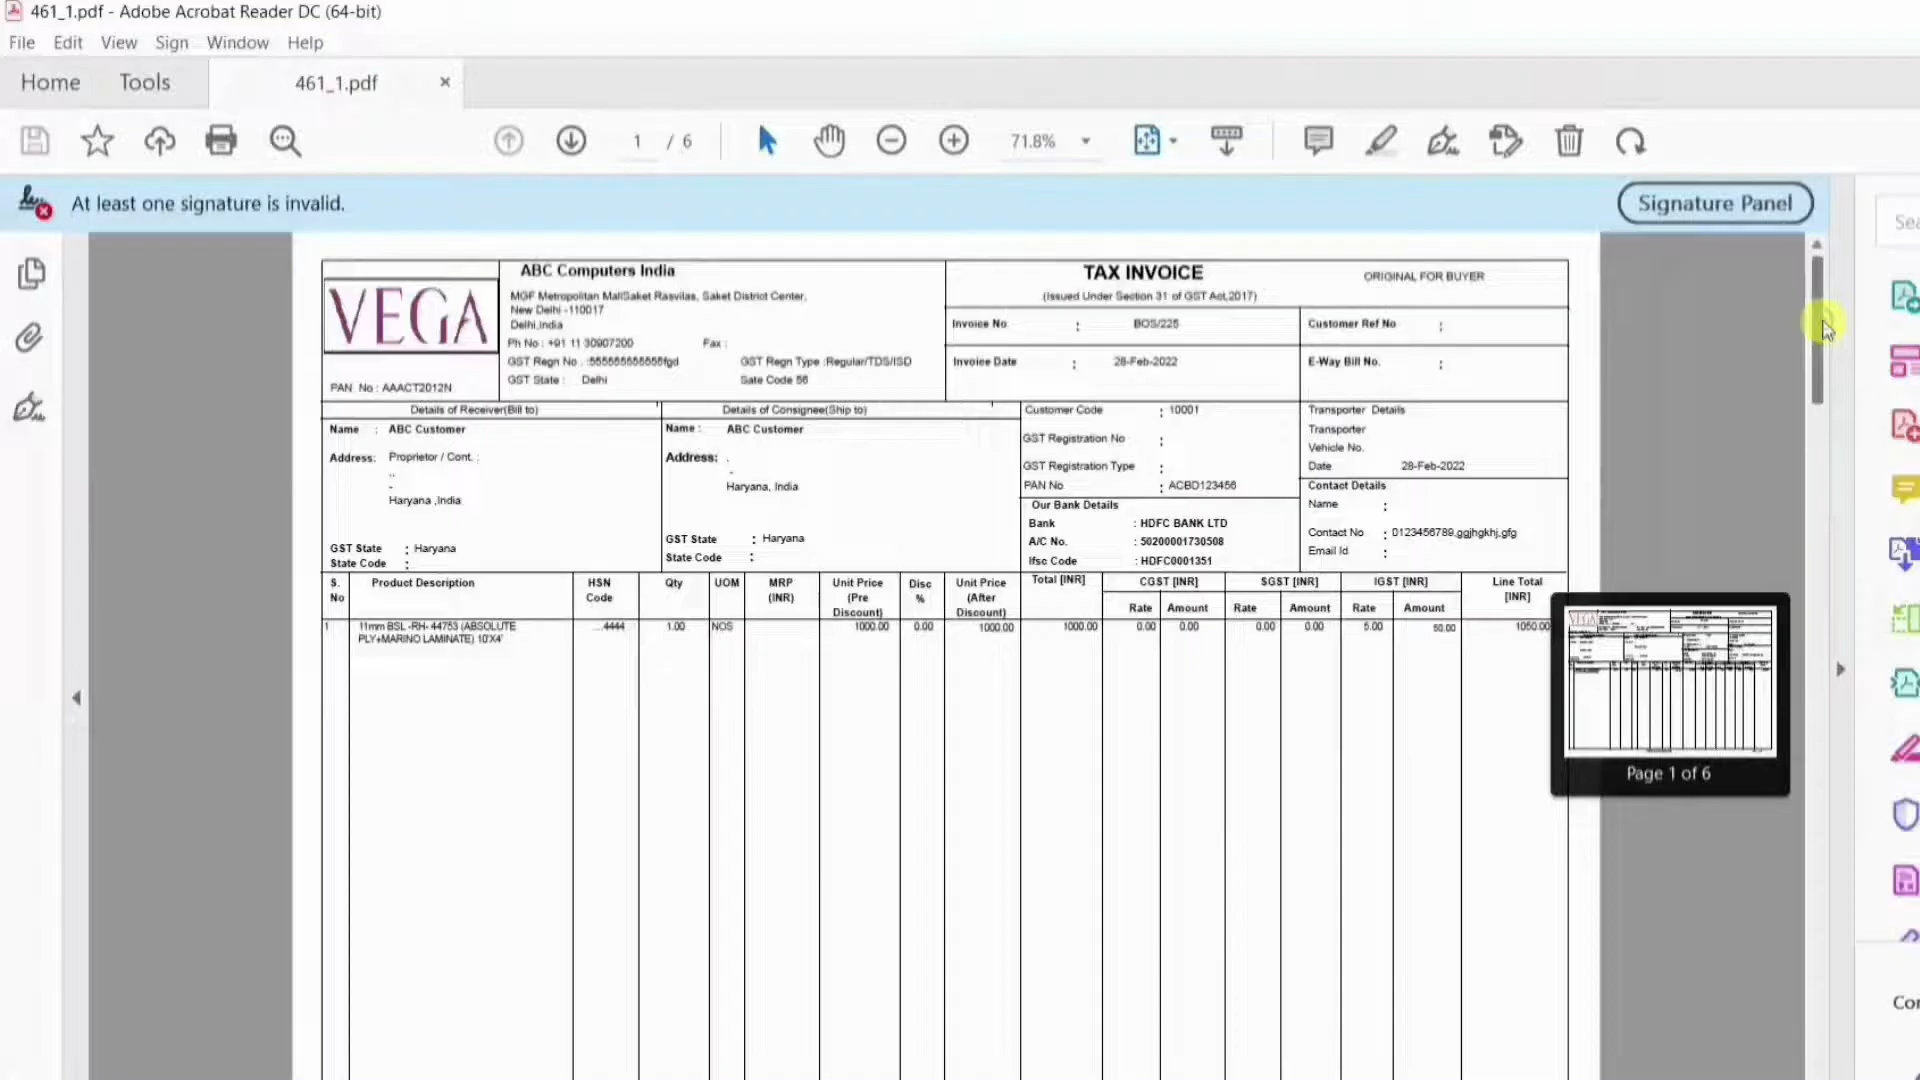 461_1.pdf - Adobe Acrobat Reader DC (64-bit)
File Edit View Sign Window Help
Home Tools 461_1.pdf ×
1 / 6 71.8%
At least one signature is invalid. Signature Panel
Sea
VEGA
PAN No : AAACT2012N
ABC Computers India
MGF Metropolitan MallSaket Rasvilas, Saket District Center,
New Delhi -110017
Delhi,India
Ph No : +91 11 30907200 Fax :
GST Regn No. :555555555555fgd GST Regn Type :Regular/TDS/ISD
GST State : Delhi Sate Code 56
TAX INVOICE ORIGINAL FOR BUYER
(Issued Under Section 31 of GST Act,2017)
Invoice No : BOS/225 Customer Ref No :
Invoice Date : 28-Feb-2022 E-Way Bill No. :
Details of Receiver(Bill to)
Name : ABC Customer
Address: Proprietor / Cont. :
..
-
Haryana ,India
GST State : Haryana
State Code :
Details of Consignee(Ship to)
Name : ABC Customer
Address: .
-
Haryana, India
GST State : Haryana
State Code :
Customer Code : 10001
GST Registration No :
GST Registration Type :
PAN No : ACBD123456
Our Bank Details
Bank : HDFC BANK LTD
A/C No. : 50200001730508
Ifsc Code : HDFC0001351
Transporter Details
Transporter
Vehicle No.
Date 28-Feb-2022
Contact Details
Name :
Contact No : 0123456789,ggjhgkhj,gfg
Email Id :
S. No Product Description HSN Code Qty UOM MRP (INR) Unit Price (Pre Discount) Disc % Unit Price (After Discount) Total [INR] CGST [INR] SGST [INR] IGST [INR] Line Total [INR]
Rate Amount Rate Amount Rate Amount
1 11mm BSL -RH- 44753 (ABSOLUTE ...4444 1.00 NOS 1000.00 0.00 1000.00 1000.00 0.00 0.00 0.00 0.00 5.00 50.00 1050.00
PLY+MARINO LAMINATE) 10'X4'
Page 1 of 6
Con